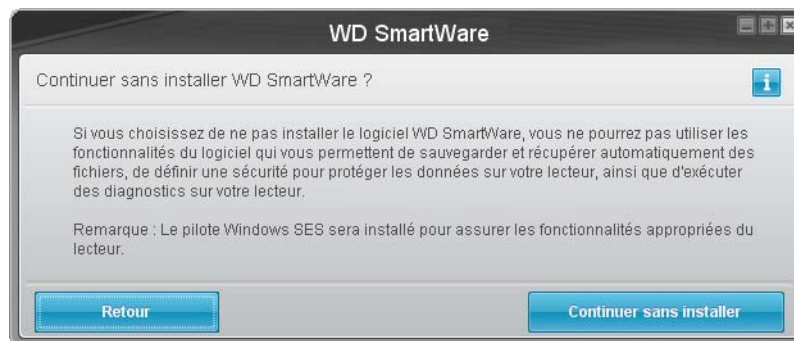 WD SmartWare
Continuer sans installer WD SmartWare ?
Si vous choisissez de ne pas installer le logiciel WD SmartWare, vous ne pourrez pas utiliser les
fonctionnalités du logiciel qui vous permettent de sauvegarder et récupérer automatiquement des
fichiers, de définir une sécurité pour protéger les données sur votre lecteur, ainsi que d'exécuter
des diagnostics sur votre lecteur.
Remarque : Le pilote Windows SES sera installé pour assurer les fonctionnalités appropriées du
lecteur.
Retour
Continuer sans installer